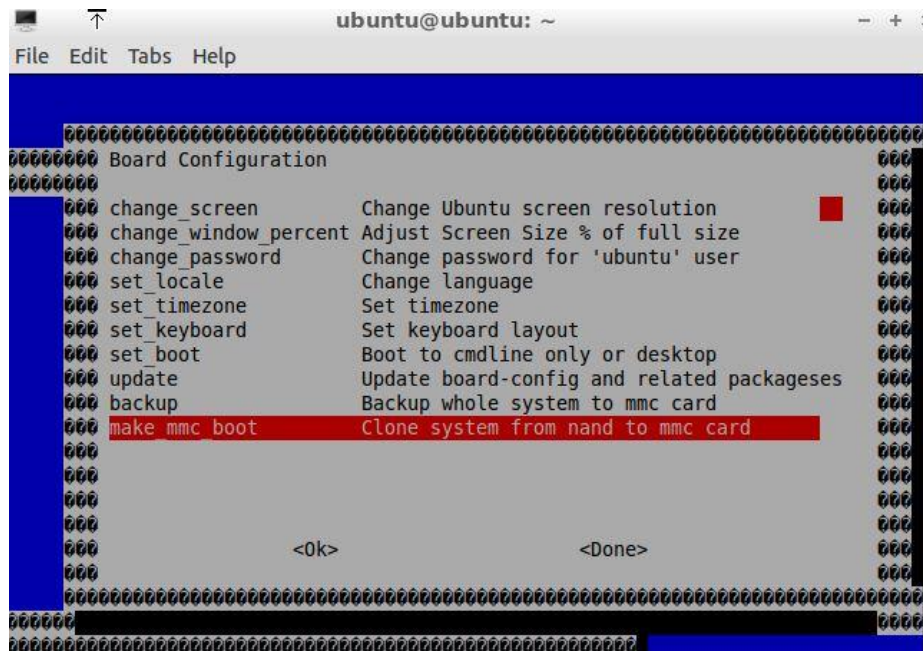 ubuntu@ubuntu: ~
File Edit Tabs Help
Board Configuration
change_screen Change Ubuntu screen resolution
change_window_percent Adjust Screen Size % of full size
change_password Change password for 'ubuntu' user
set_locale Change language
set_timezone Set timezone
set_keyboard Set keyboard layout
set_boot Boot to cmdline only or desktop
update Update board-config and related packageses
backup Backup whole system to mmc card
make_mmc_boot Clone system from nand to mmc card
<Ok> <Done>